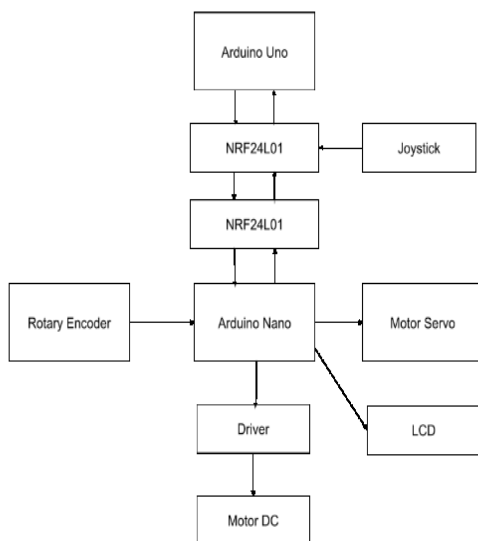 Arduino Uno
NRF24L01
Joystick
NRF24L01
Rotary Encoder
Arduino Nano
Motor Servo
Driver
LCD
Motor DC